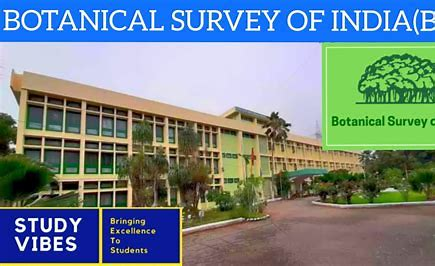 BOTANICAL SURVEY OF INDIA(B
Botanical Survey o
STUDY
VIBES
Bringing
Excellence
To
Students